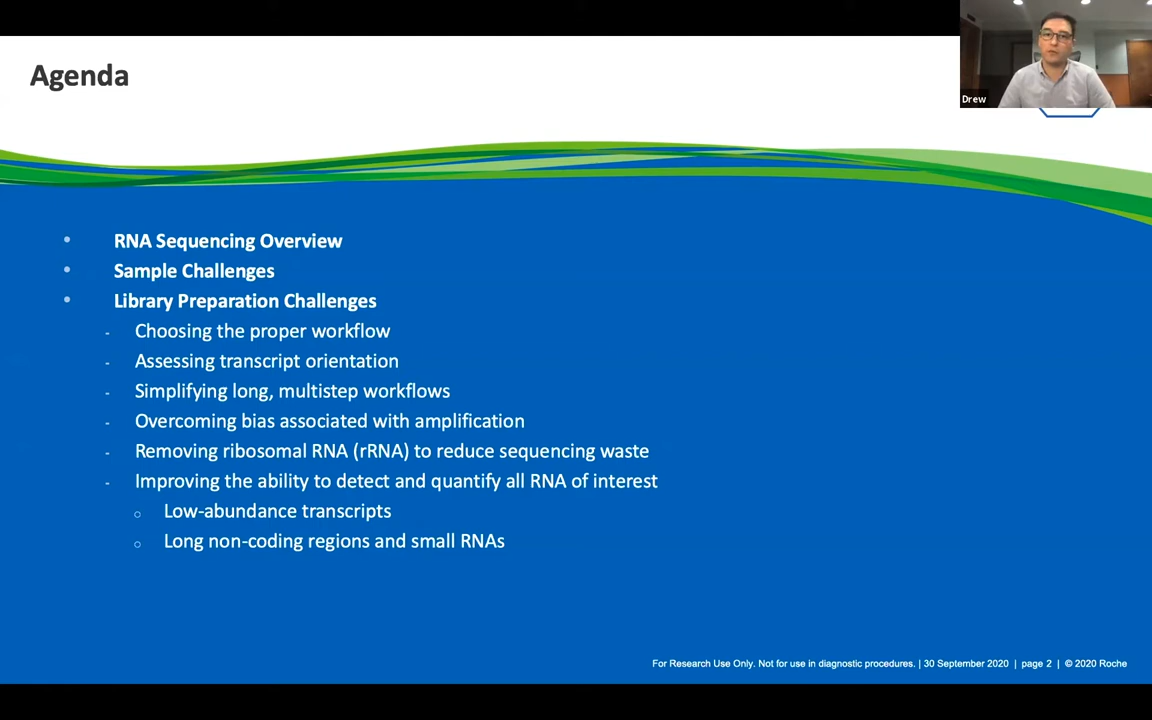 Agenda
Drew
• RNA Sequencing Overview
• Sample Challenges
• Library Preparation Challenges
- Choosing the proper workflow
- Assessing transcript orientation
- Simplifying long, multistep workflows
- Overcoming bias associated with amplification
- Removing ribosomal RNA (rRNA) to reduce sequencing waste
- Improving the ability to detect and quantify all RNA of interest
○ Low-abundance transcripts
○ Long non-coding regions and small RNAs
For Research Use Only. Not for use in diagnostic procedures. | 30 September 2020 | page 2 | © 2020 Roche